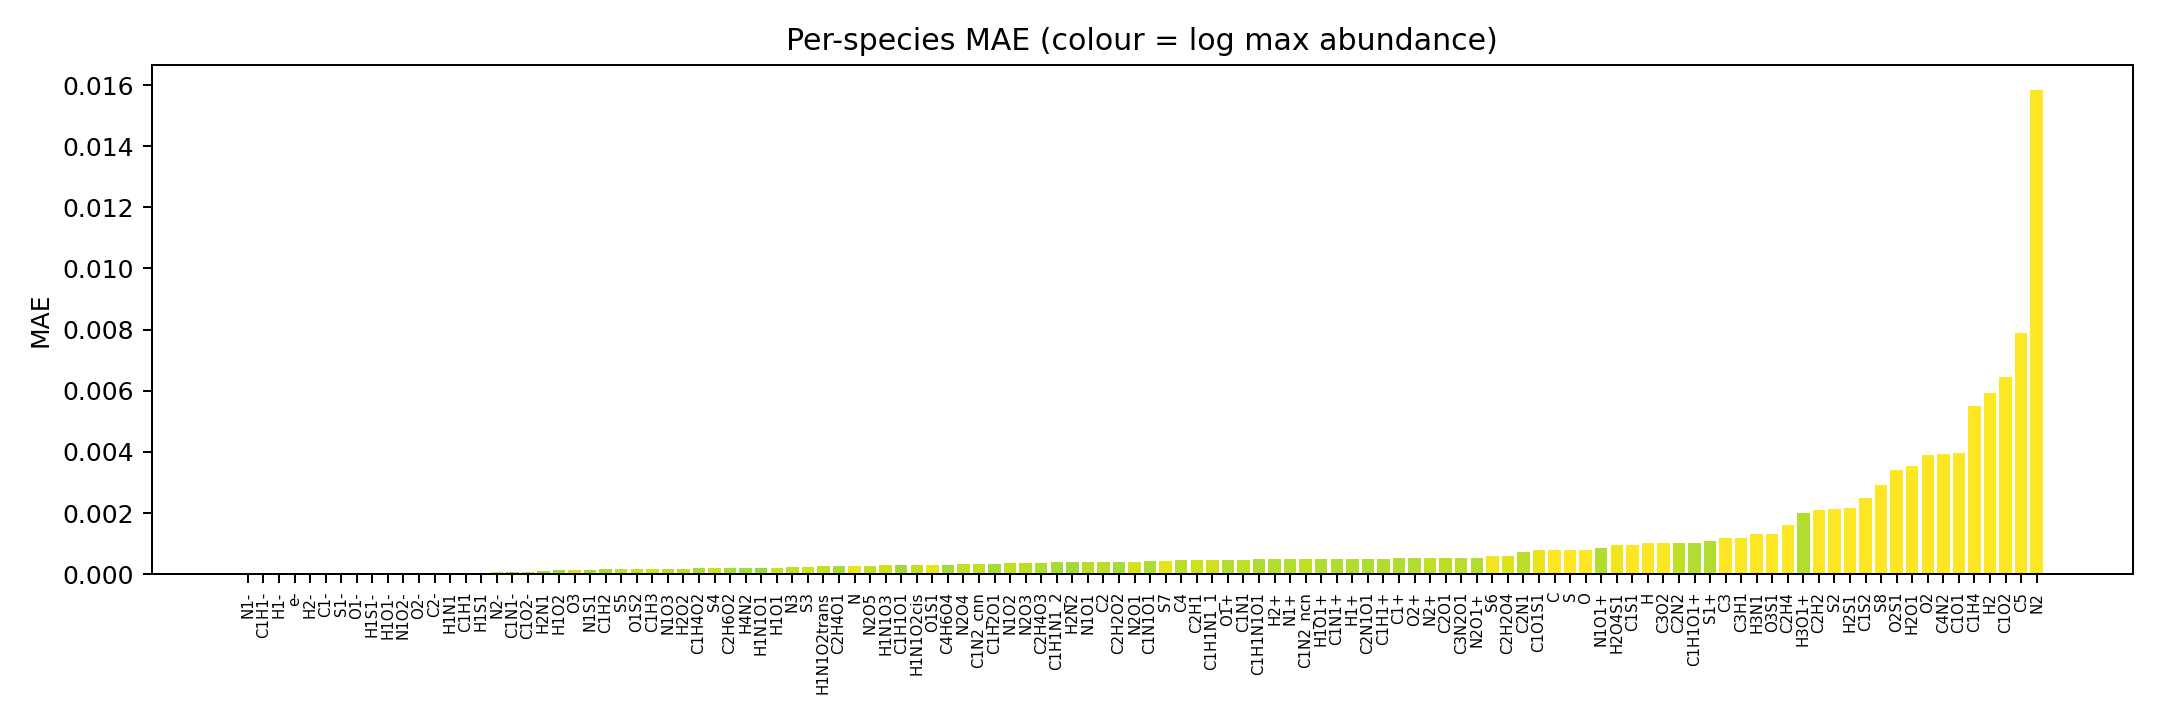 Per-species MAE (colour = log max abundance)
MAE
0.016
0.014
0.012
0.010
0.008
0.006
0.004
0.002
0.000
N1-
C1H1-
H1-
e-
H2-
C1-
S1-
O1-
H1S1-
H1O1-
N1O2-
O2-
C2-
H1N1
C1H1
H1S1
N2-
C1N1-
C1O2-
H2N1
H1O2
O3
N1S1
C1H2
S5
O1S2
C1H3
N1O3
H2O2
C1H4O2
S4
C2H6O2
H4N2
H1N1O1
H1O1
N3
S3
H1N1O2trans
C2H4O1
N
N2O5
H1N1O3
C1H1O1
H1N1O2cis
O1S1
C4H6O4
N2O4
C1N2_cnn
C1H2O1
N1O2
N2O3
C2H4O3
C1H1N1_2
H2N2
N1O1
C2
C2H2O2
N2O1
C1N1O1
S7
C4
C2H1
C1H1N1_1
O1+
C1N1
C1H1N1O1
H2+
N1+
C1N2_ncn
H1O1+
C1N1+
H1+
C2N1O1
C1H1+
C1+
O2+
N2+
C2O1
C3N2O1
N2O1+
S6
C2H2O4
C2N1
C1O1S1
C
S
O
N1O1+
H2O4S1
C1S1
H
C3O2
C2N2
C1H1O1+
S1+
C3
C3H1
H3N1
O3S1
C2H4
H3O1+
C2H2
S2
H2S1
C1S2
S8
O2S1
H2O1
O2
C4N2
C1O1
C1H4
H2
C1O2
C5
N2